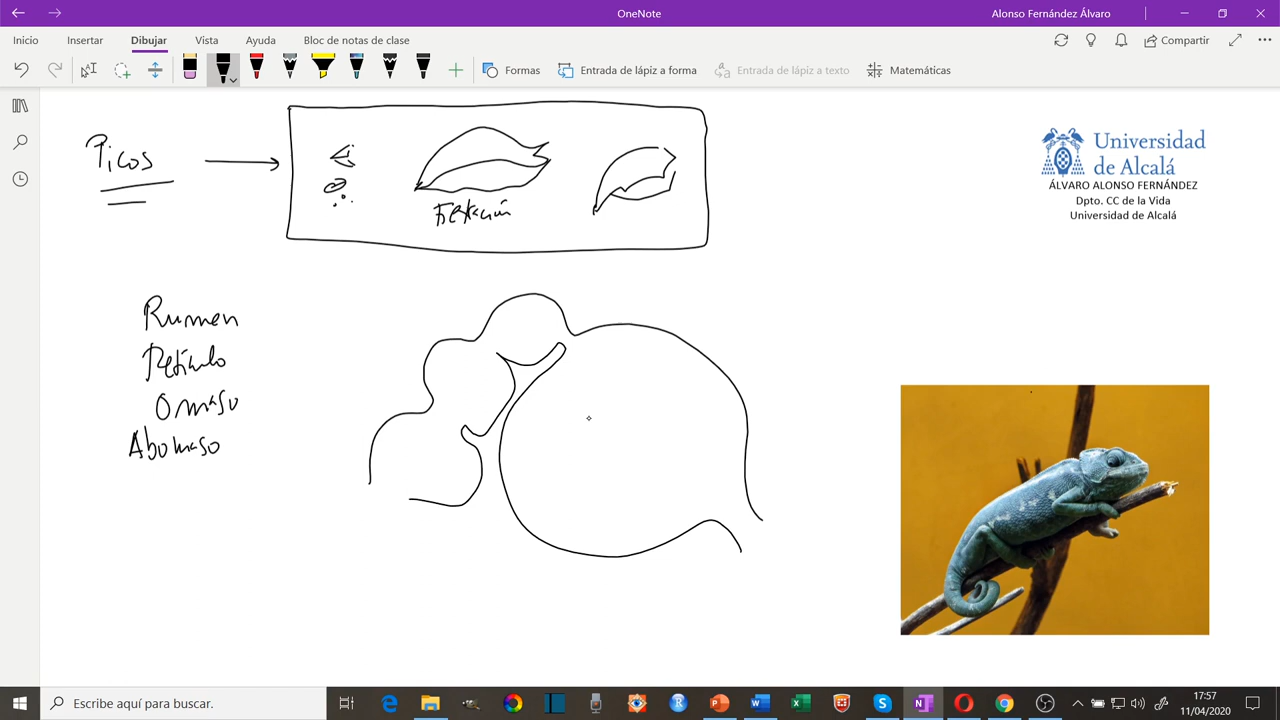 OneNote
Alonso Fernández Álvaro
Inicio
Insertar
Dibujar
Vista
Ayuda
Bloc de notas de clase
Compartir
Formas
Entrada de lápiz a forma
Entrada de lápiz a texto
Matemáticas
Picos
Universidad
de Alcalá
ÁLVARO ALONSO FERNÁNDEZ
Dpto. CC de la Vida
Universidad de Alcalá
Rumen
Retículo
Omaso
Abomaso
Escribe aquí para buscar.
17:57
11/04/2020